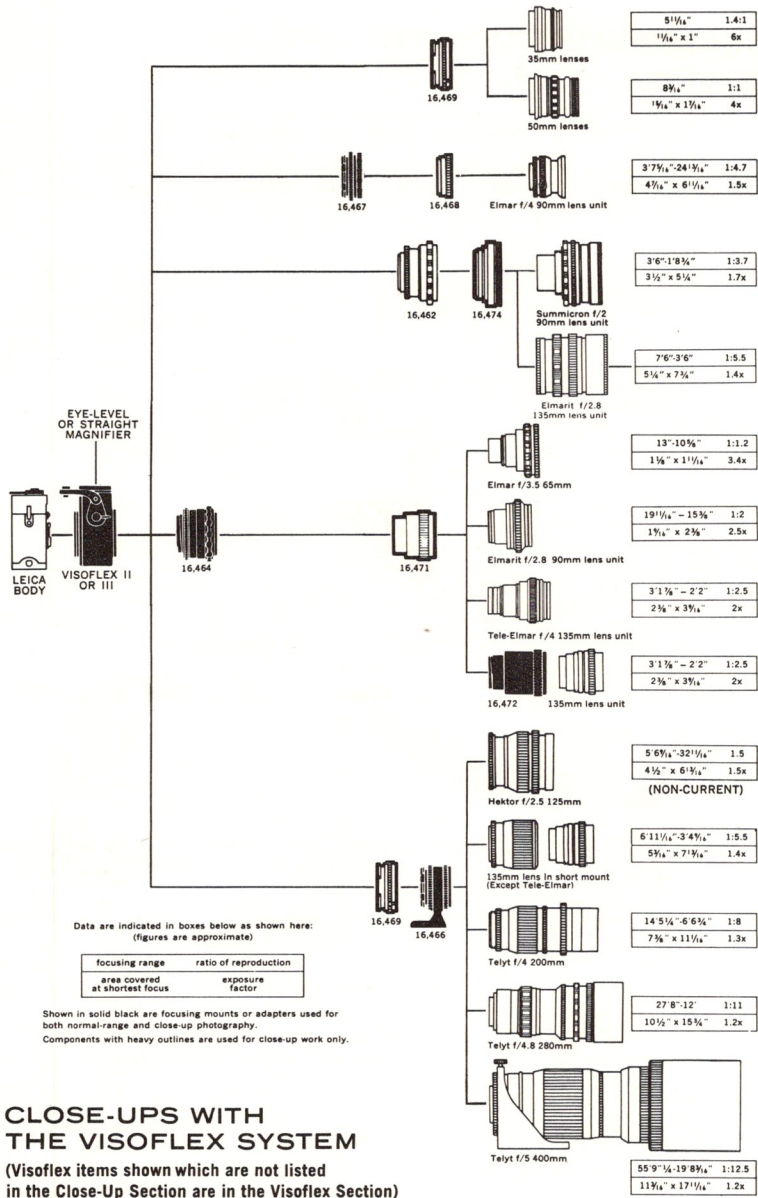 5 11/16" 1.4:1
11/16" x 1" 6x
35mm lenses
16,469
8 3/16" 1:1
15/16" x 1 7/16" 4x
50mm lenses
3'7 5/16"-24 13/16" 1:4.7
4 7/16" x 6 11/16" 1.5x
16,467
16,468
Elmar f/4 90mm lens unit
3'6"-1'8 3/4" 1:3.7
3 1/2" x 5 1/4" 1.7x
16,462
16,474
Summicron f/2
90mm lens unit
7'6"-3'6" 1:5.5
5 1/4" x 7 3/4" 1.4x
Elmarit f/2.8
135mm lens unit
EYE-LEVEL
OR STRAIGHT
MAGNIFIER
13"-10 5/8" 1:1.2
1 1/8" x 1 11/16" 3.4x
Elmar f/3.5 65mm
LEICA
BODY
VISOFLEX II
OR III
16,464
16,471
19 11/16" – 15 3/8" 1:2
1 9/16" x 2 3/8" 2.5x
Elmarit f/2.8 90mm lens unit
3'1 7/8" – 2'2" 1:2.5
2 3/8" x 3 9/16" 2x
Tele-Elmar f/4 135mm lens unit
3'1 7/8" – 2'2" 1:2.5
2 3/8" x 3 9/16" 2x
16,472
135mm lens unit
5'6 9/16"-32 11/16" 1.5
4 1/2" x 6 13/16" 1.5x
(NON-CURRENT)
Hektor f/2.5 125mm
6'11 1/16"-3'4 9/16" 1:5.5
5 3/16" x 7 13/16" 1.4x
135mm lens in short mount
(Except Tele-Elmar)
16,469
16,466
14'5 1/4"-6'6 3/4" 1:8
7 3/8" x 11 1/16" 1.3x
Telyt f/4 200mm
27'8"-12' 1:11
10 1/2" x 15 3/4" 1.2x
Telyt f/4.8 280mm
Telyt f/5 400mm
55'9" 1/4-19'8 3/16" 1:12.5
11 3/16" x 17 11/16" 1.2x
Data are indicated in boxes below as shown here:
(figures are approximate)
focusing range ratio of reproduction
area covered exposure
at shortest focus factor
Shown in solid black are focusing mounts or adapters used for
both normal-range and close-up photography.
Components with heavy outlines are used for close-up work only.
CLOSE-UPS WITH
THE VISOFLEX SYSTEM
(Visoflex items shown which are not listed
in the Close-Up Section are in the Visoflex Section)